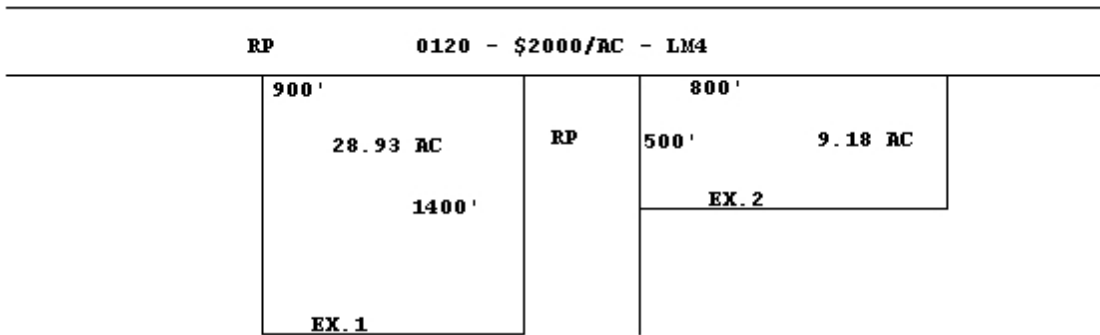 RP 0120 - $2000/AC - LM4
900' 800'
28.93 AC RP 500' 9.18 AC
1400' EX.2
EX.1